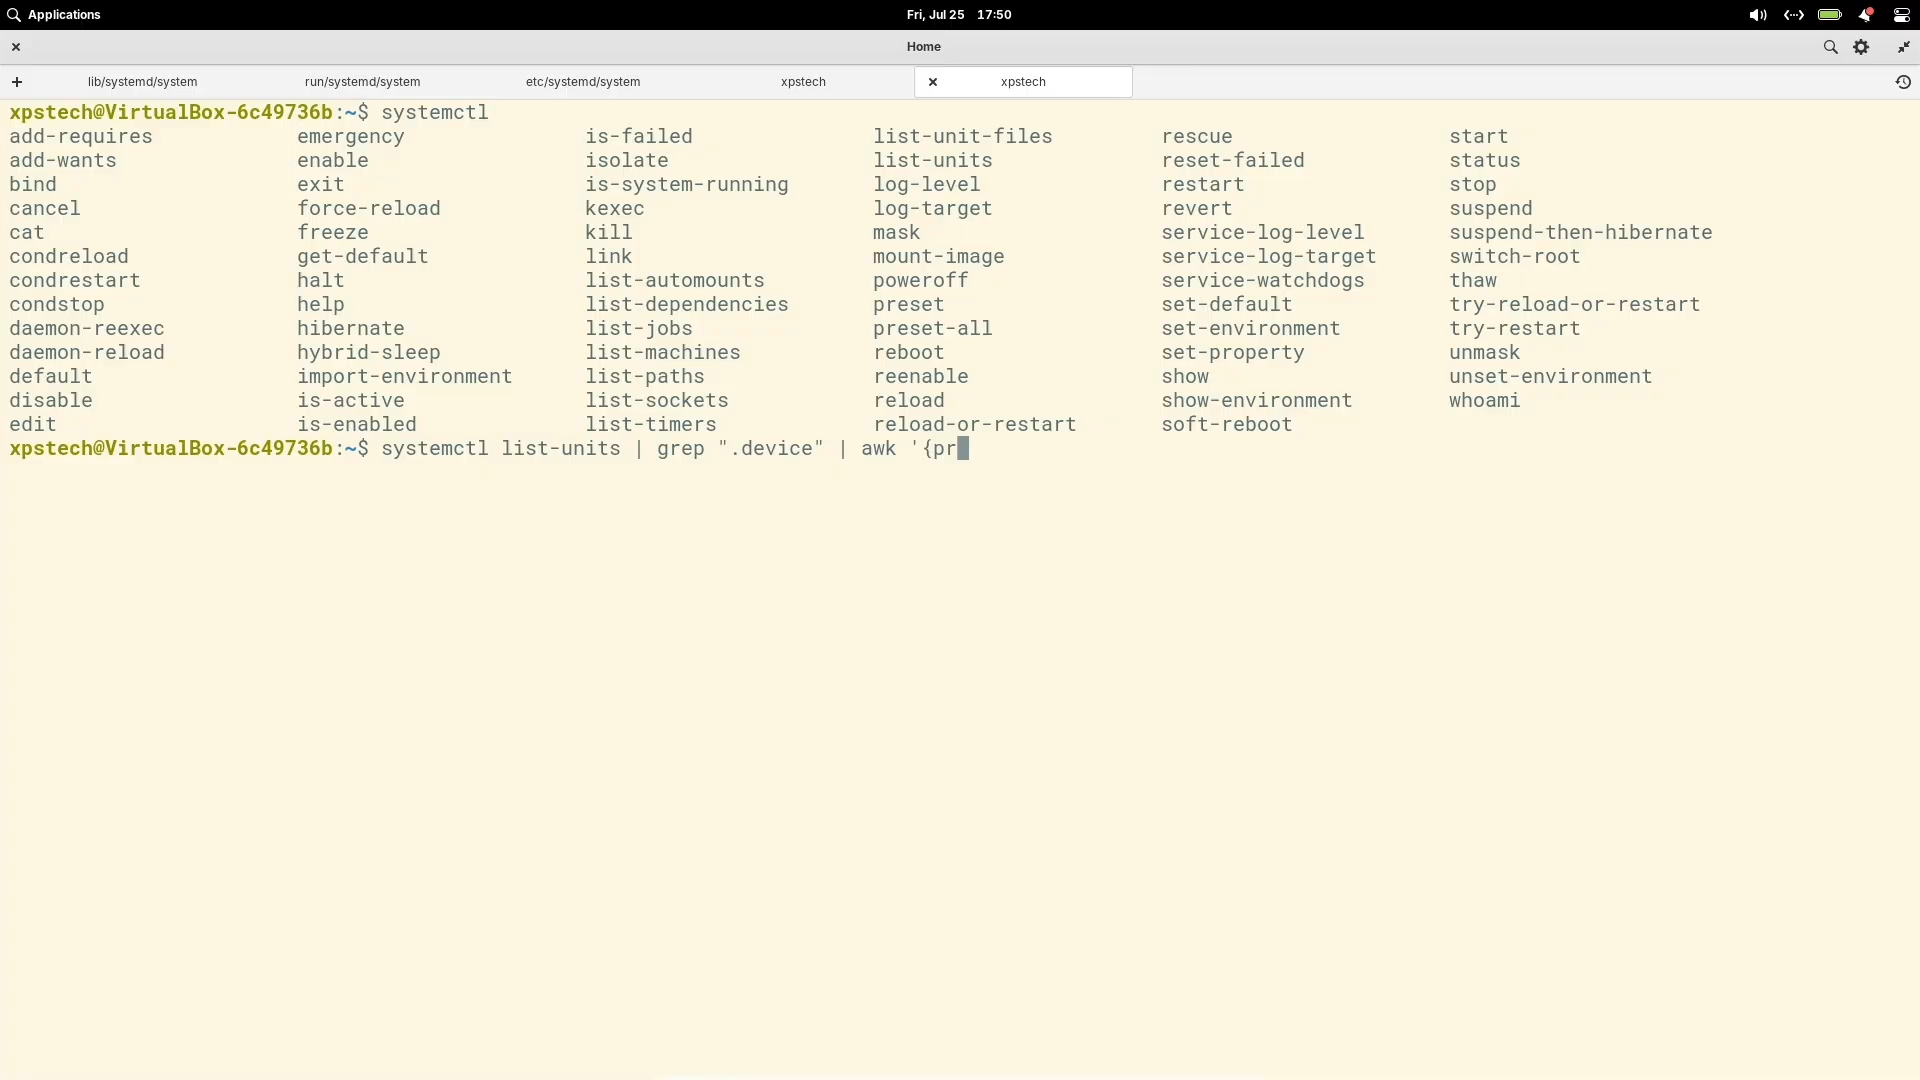 Applications Fri, Jul 25 17:50
Home
lib/systemd/system run/systemd/system etc/systemd/system xpstech xpstech
xpstech@VirtualBox-6c49736b:~$ systemctl
add-requires emergency is-failed list-unit-files rescue start
add-wants enable isolate list-units reset-failed status
bind exit is-system-running log-level restart stop
cancel force-reload kexec log-target revert suspend
cat freeze kill mask service-log-level suspend-then-hibernate
condreload get-default link mount-image service-log-target switch-root
condrestart halt list-automounts poweroff service-watchdogs thaw
condstop help list-dependencies preset set-default try-reload-or-restart
daemon-reexec hibernate list-jobs preset-all set-environment try-restart
daemon-reload hybrid-sleep list-machines reboot set-property unmask
default import-environment list-paths reenable show unset-environment
disable is-active list-sockets reload show-environment whoami
edit is-enabled list-timers reload-or-restart soft-reboot
xpstech@VirtualBox-6c49736b:~$ systemctl list-units | grep ".device" | awk '{pr